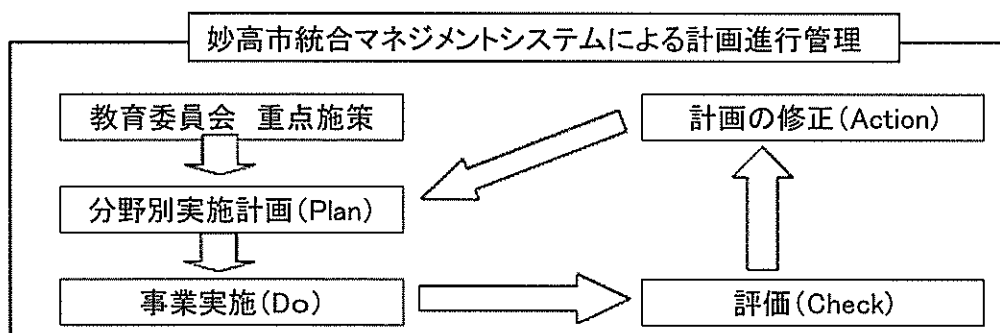 妙高市統合マネジメントシステムによる計画進行管理
教育委員会　重点施策
計画の修正(Action)
分野別実施計画(Plan)
事業実施(Do)
評価(Check)